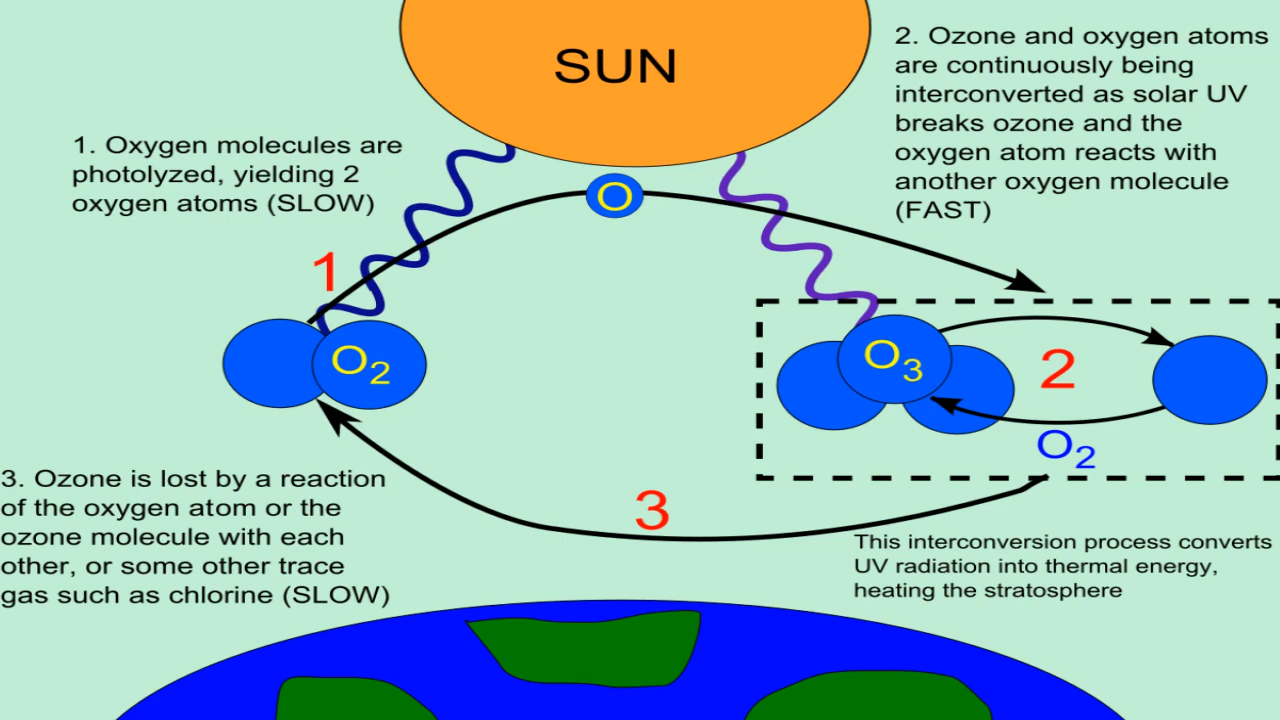 SUN
1. Oxygen molecules are
photolyzed, yielding 2
oxygen atoms (SLOW)
2. Ozone and oxygen atoms
are continuously being
interconverted as solar UV
breaks ozone and the
oxygen atom reacts with
another oxygen molecule
(FAST)
O
1
O₂
O₃
2
O₂
3. Ozone is lost by a reaction
of the oxygen atom or the
ozone molecule with each
other, or some other trace
gas such as chlorine (SLOW)
3
This interconversion process converts
UV radiation into thermal energy,
heating the stratosphere